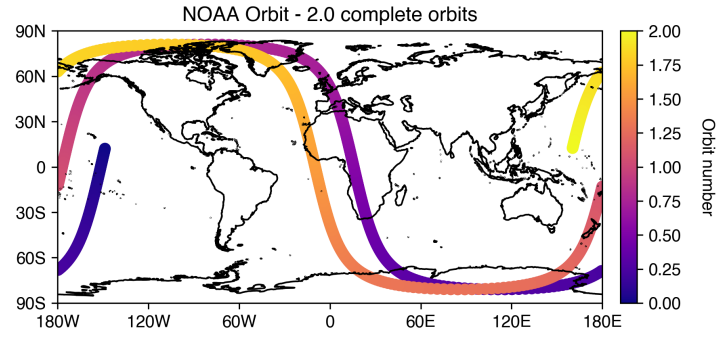 NOAA Orbit - 2.0 complete orbits
90N
60N
30N
0
30S
60S
90S
180W
120W
60W
0
60E
120E
180E
2.00
1.75
1.50
1.25
1.00
0.75
0.50
0.25
0.00
Orbit number